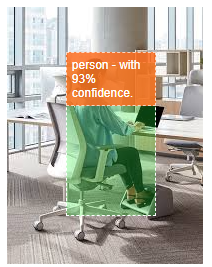 person - with
93%
confidence.